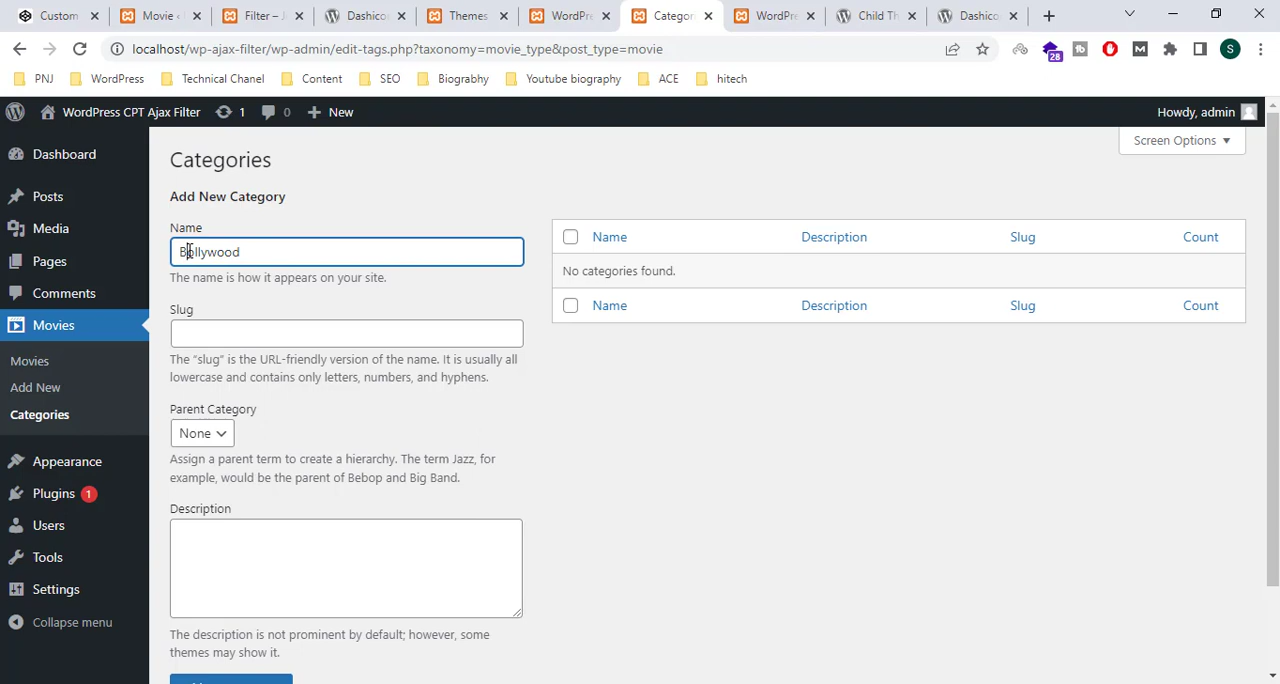 Custom
Movie ‹
Filter – J
Dashico
Themes
WordPr
Categor
WordPre
Child Th
Dashico
localhost/wp-ajax-filter/wp-admin/edit-tags.php?taxonomy=movie_type&post_type=movie
28
M
S
PNJ
WordPress
Technical Chanel
Content
SEO
Biograbhy
Youtube biography
ACE
hitech
WordPress CPT Ajax Filter
1
0
New
Howdy, admin
Screen Options
Dashboard
Posts
Media
Pages
Comments
Movies
Movies
Add New
Categories
Appearance
Plugins 1
Users
Tools
Settings
Collapse menu
Categories
Add New Category
Name
Bollywood
The name is how it appears on your site.
Slug
The “slug” is the URL-friendly version of the name. It is usually all
lowercase and contains only letters, numbers, and hyphens.
Parent Category
None
Assign a parent term to create a hierarchy. The term Jazz, for
example, would be the parent of Bebop and Big Band.
Description
The description is not prominent by default; however, some
themes may show it.
Name Description Slug Count
No categories found.
Name Description Slug Count